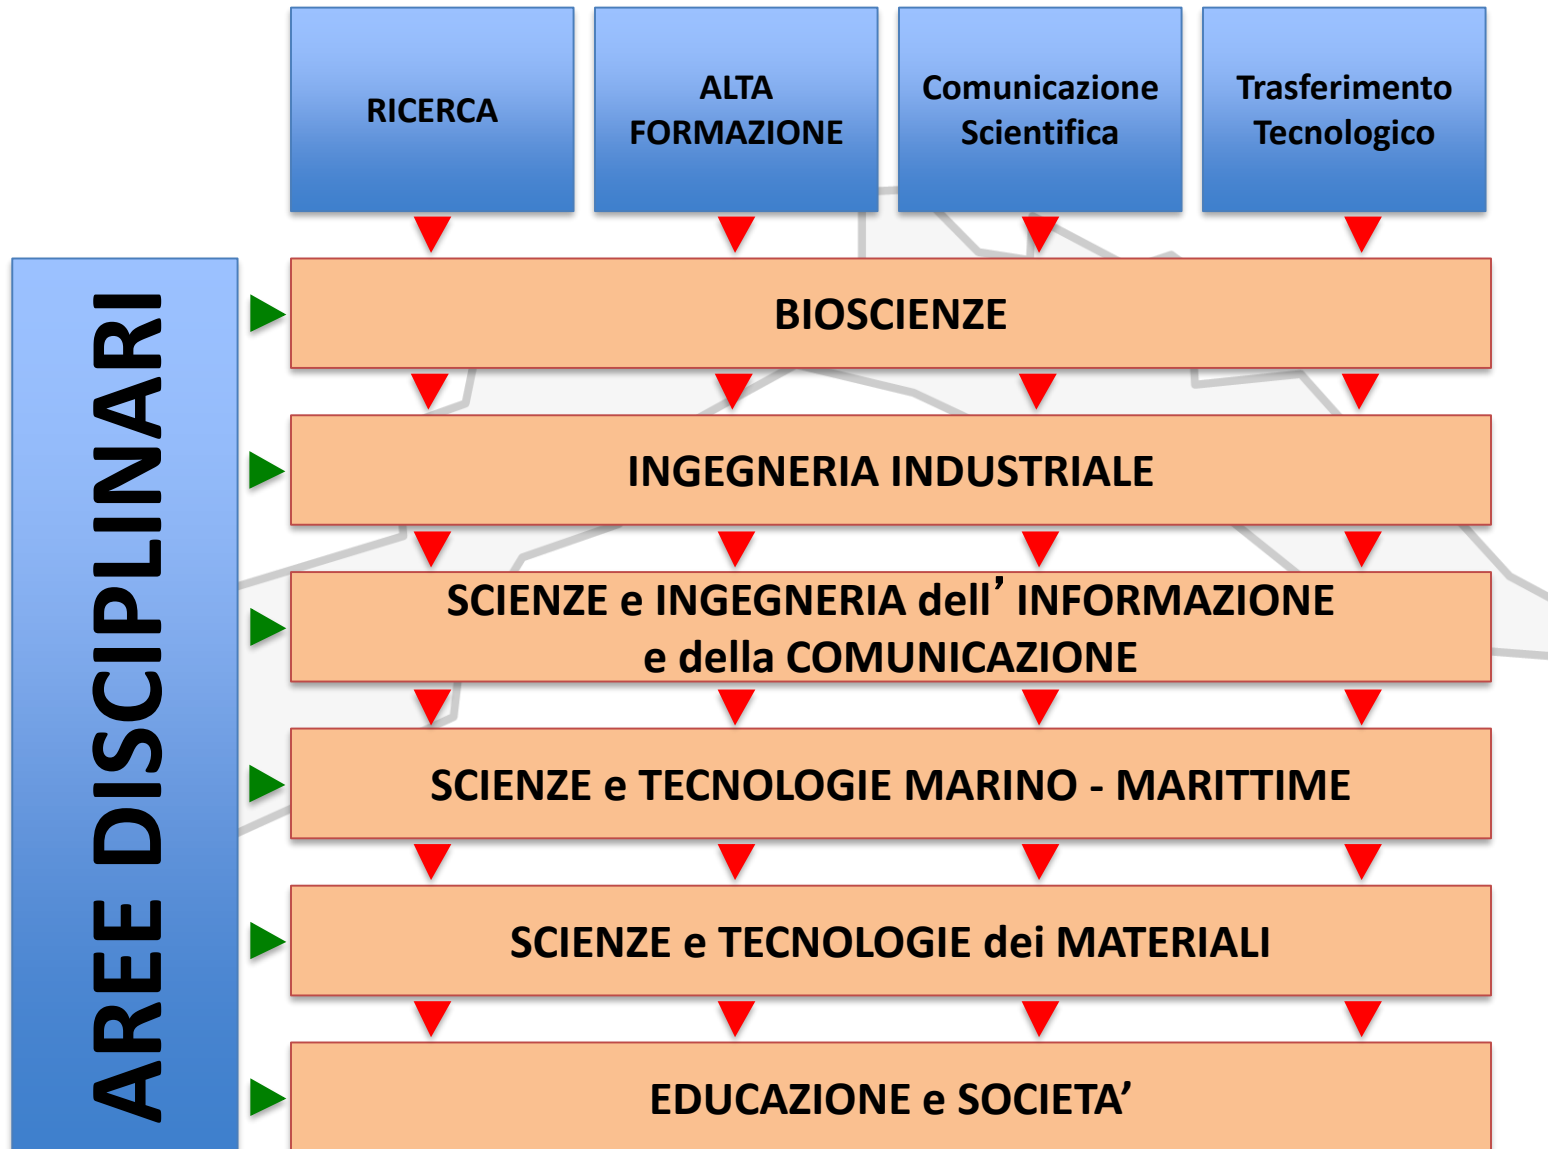 RICERCA
ALTA
FORMAZIONE
Comunicazione
Scientifica
Trasferimento
Tecnologico
AREE DISCIPLINARI
BIOSCIENZE
INGEGNERIA INDUSTRIALE
SCIENZE e INGEGNERIA dell’ INFORMAZIONE
e della COMUNICAZIONE
SCIENZE e TECNOLOGIE MARINO - MARITTIME
SCIENZE e TECNOLOGIE dei MATERIALI
EDUCAZIONE e SOCIETA’